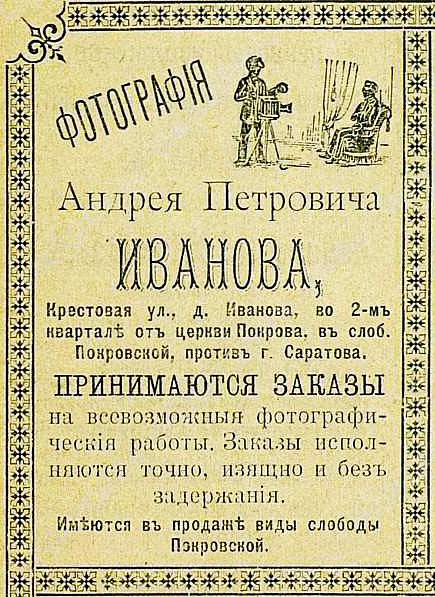 ФОТОГРАФІЯ
Андрея Петровича
ИВАНОВА,
Крестовая ул., д. Иванова, во 2-мъ
кварталѣ отъ церкви Покрова, въ слоб.
Покровской, противъ г. Саратова.
ПРИНИМАЮТСЯ ЗАКАЗЫ
на всевозможныя фотографи-
ческія работы. Заказы испол-
няются точно, изящно и безъ
задержанія.
Имѣются въ продажѣ виды слободы
Покровской.